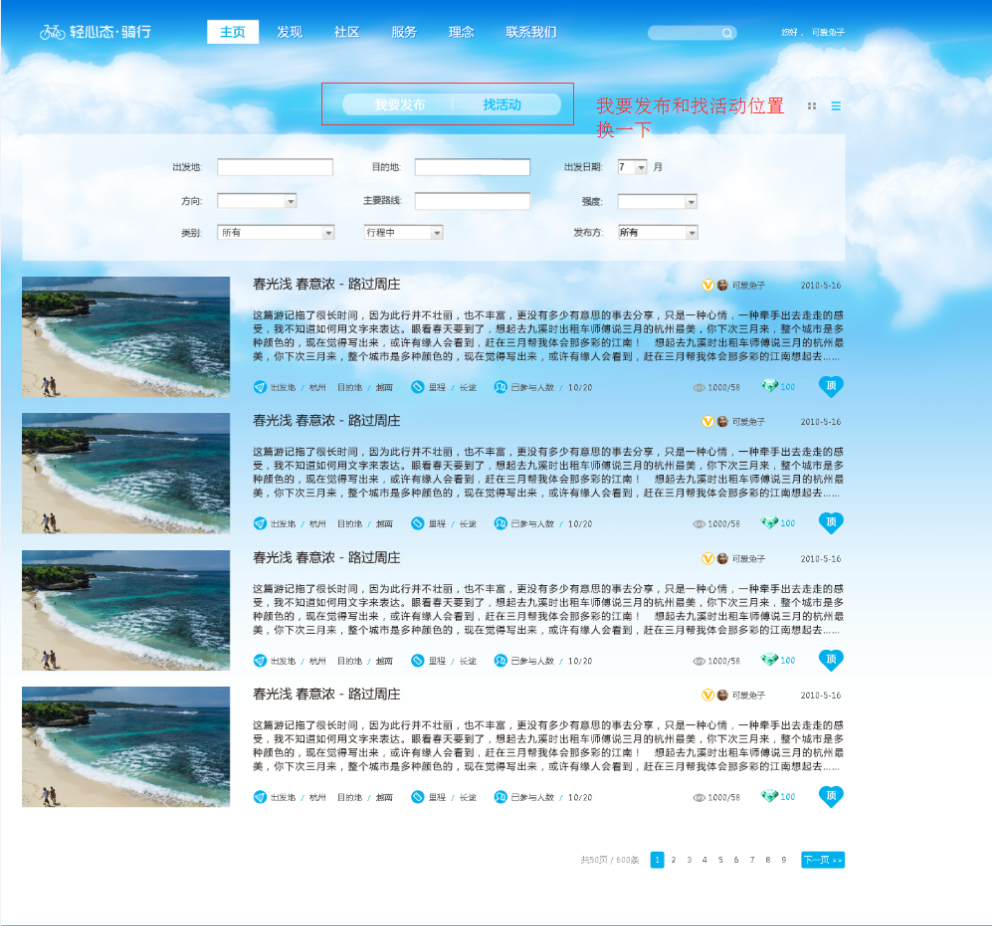 轻心态·骑行 主页 发现 社区 服务 理念 联系我们 您好， 可爱兔子
我要发布 找活动
我要发布和找活动位置
换一下
出发地: 目的地: 出发日期: 7 月
方向: 主要路线: 强度:
类别: 所有 行程中 发布方: 所有
春光浅 春意浓 - 路过周庄 可爱兔子 2010-5-16
这篇游记拖了很长时间，因为此行并不壮丽，也不丰富，更没有多少有意思的事去分享，只是一种心情，一种牵手出去走走的感
受，我不知道如何用文字来表达。眼看春天要到了，想起去九溪时出租车师傅说三月的杭州最美，你下次三月来，整个城市是多
种颜色的，现在觉得写出来，或许有缘人会看到，赶在三月帮我体会那多彩的江南！ 想起去九溪时出租车师傅说三月的杭州最
美，你下次三月来，整个城市是多种颜色的，现在觉得写出来，或许有缘人会看到，赶在三月帮我体会那多彩的江南想起去......
出发地 / 杭州 目的地 / 越南 里程 / 长途 已参与人数 / 10/20 1000/58 100 顶
春光浅 春意浓 - 路过周庄 可爱兔子 2010-5-16
这篇游记拖了很长时间，因为此行并不壮丽，也不丰富，更没有多少有意思的事去分享，只是一种心情，一种牵手出去走走的感
受，我不知道如何用文字来表达。眼看春天要到了，想起去九溪时出租车师傅说三月的杭州最美，你下次三月来，整个城市是多
种颜色的，现在觉得写出来，或许有缘人会看到，赶在三月帮我体会那多彩的江南！ 想起去九溪时出租车师傅说三月的杭州最
美，你下次三月来，整个城市是多种颜色的，现在觉得写出来，或许有缘人会看到，赶在三月帮我体会那多彩的江南想起去......
出发地 / 杭州 目的地 / 越南 里程 / 长途 已参与人数 / 10/20 1000/58 100 顶
春光浅 春意浓 - 路过周庄 可爱兔子 2010-5-16
这篇游记拖了很长时间，因为此行并不壮丽，也不丰富，更没有多少有意思的事去分享，只是一种心情，一种牵手出去走走的感
受，我不知道如何用文字来表达。眼看春天要到了，想起去九溪时出租车师傅说三月的杭州最美，你下次三月来，整个城市是多
种颜色的，现在觉得写出来，或许有缘人会看到，赶在三月帮我体会那多彩的江南！ 想起去九溪时出租车师傅说三月的杭州最
美，你下次三月来，整个城市是多种颜色的，现在觉得写出来，或许有缘人会看到，赶在三月帮我体会那多彩的江南想起去......
出发地 / 杭州 目的地 / 越南 里程 / 长途 已参与人数 / 10/20 1000/58 100 顶
春光浅 春意浓 - 路过周庄 可爱兔子 2010-5-16
这篇游记拖了很长时间，因为此行并不壮丽，也不丰富，更没有多少有意思的事去分享，只是一种心情，一种牵手出去走走的感
受，我不知道如何用文字来表达。眼看春天要到了，想起去九溪时出租车师傅说三月的杭州最美，你下次三月来，整个城市是多
种颜色的，现在觉得写出来，或许有缘人会看到，赶在三月帮我体会那多彩的江南！ 想起去九溪时出租车师傅说三月的杭州最
美，你下次三月来，整个城市是多种颜色的，现在觉得写出来，或许有缘人会看到，赶在三月帮我体会那多彩的江南想起去......
出发地 / 杭州 目的地 / 越南 里程 / 长途 已参与人数 / 10/20 1000/58 100 顶
共50页 / 600条 1 2 3 4 5 6 7 8 9 下一页 >>